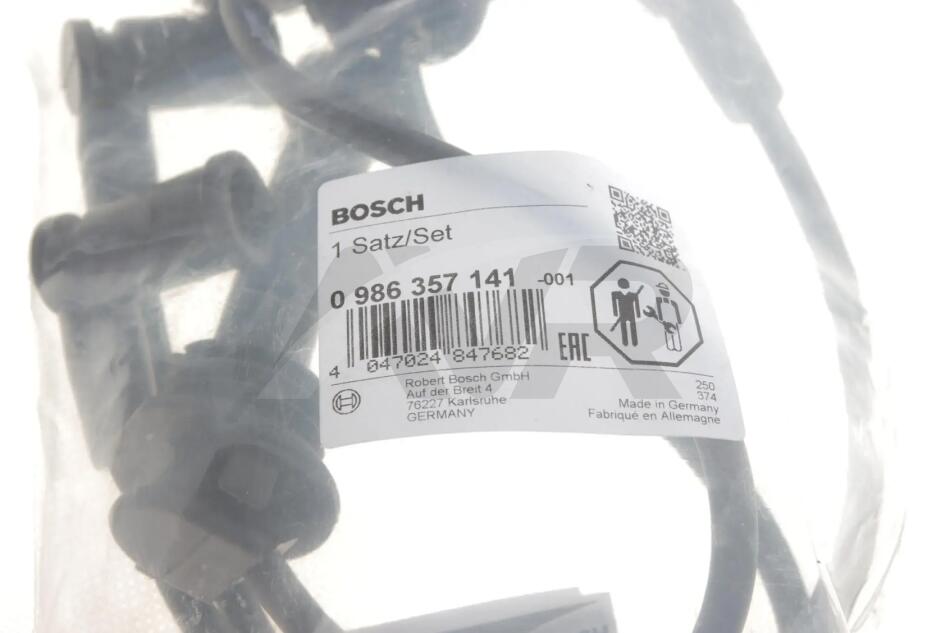 BOSCH
1 Satz/Set
0 986 357 141 -001
4 047024 847682
EAC
Robert Bosch GmbH
Auf der Breit 4
76227 Karlsruhe
GERMANY
250
374
Made in Germany
Fabriqué en Allemagne